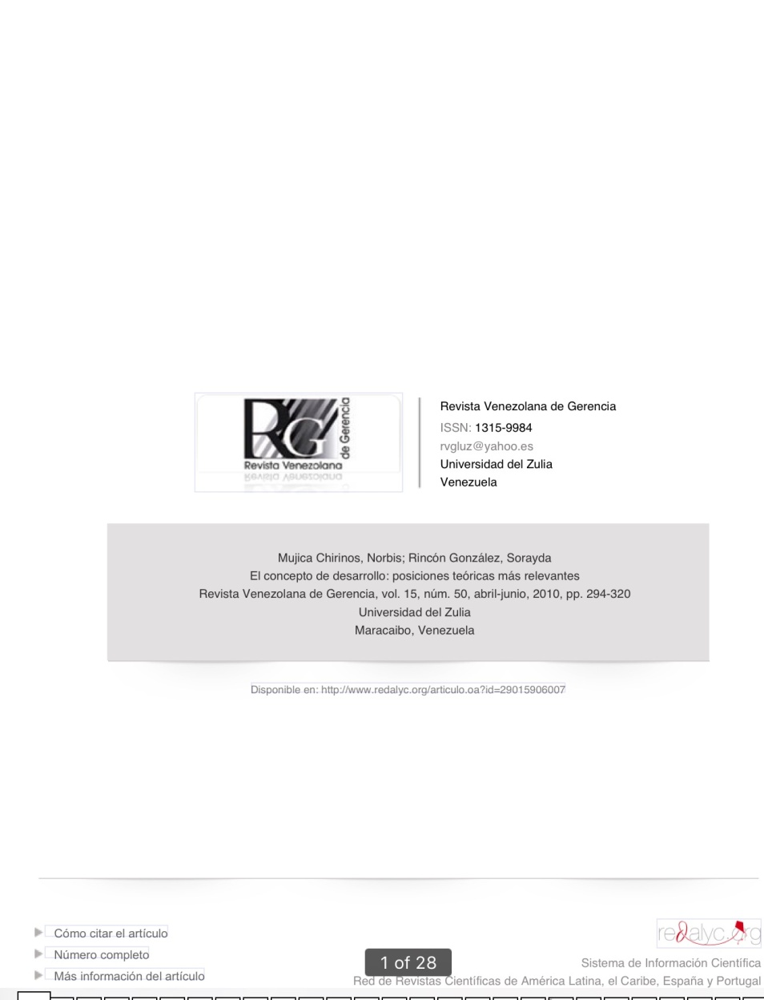 RG
de Gerencia
Revista Venezolana
Revista Venezolana de Gerencia
ISSN: 1315-9984
rvgluz@yahoo.es
Universidad del Zulia
Venezuela
Mujica Chirinos, Norbis; Rincón González, Sorayda
El concepto de desarrollo: posiciones teóricas más relevantes
Revista Venezolana de Gerencia, vol. 15, núm. 50, abril-junio, 2010, pp. 294-320
Universidad del Zulia
Maracaibo, Venezuela
Disponible en: http://www.redalyc.org/articulo.oa?id=29015906007
Cómo citar el artículo
Número completo
Más información del artículo
1 of 28
redalyc.org
Sistema de Información Científica
Red de Revistas Científicas de América Latina, el Caribe, España y Portugal